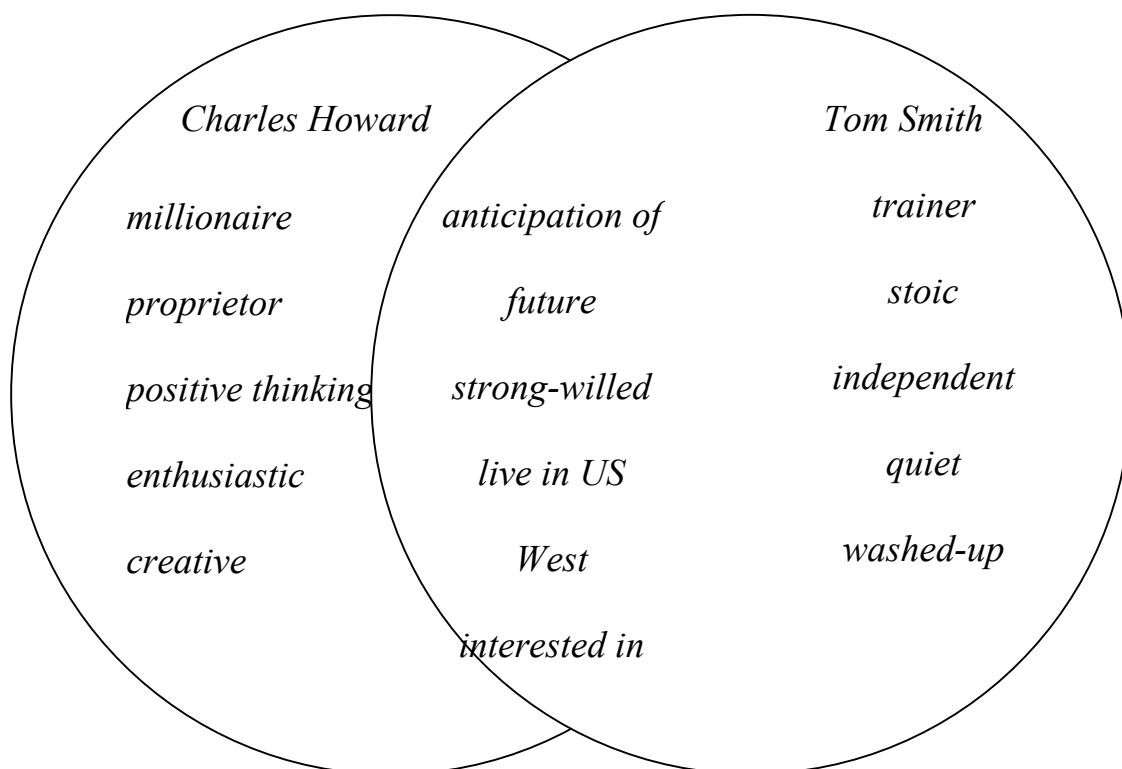 Charles Howard
millionaire
proprietor
positive thinking
enthusiastic
creative
anticipation of
future
strong-willed
live in US
West
interested in
Tom Smith
trainer
stoic
independent
quiet
washed-up